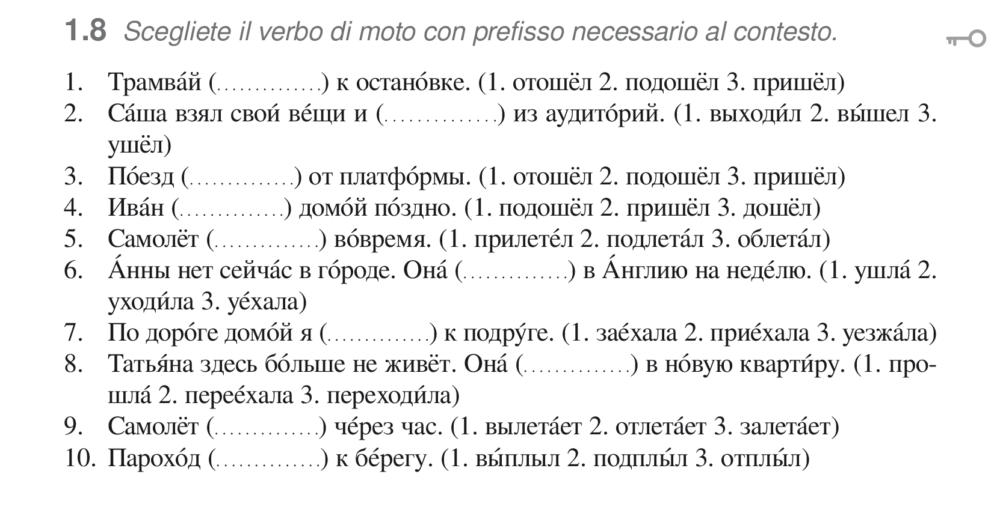 1.8 Scegliete il verbo di moto con prefisso necessario al contesto.
1. Трамва́й (..............) к остано́вке. (1. отошёл 2. подошёл 3. пришёл)
2. Са́ша взял свои́ ве́щи и (..............) из аудито́рий. (1. выходи́л 2. вы́шел 3.
ушёл)
3. По́езд (..............) от платфо́рмы. (1. отошёл 2. подошёл 3. пришёл)
4. Ива́н (..............) домо́й по́здно. (1. подошёл 2. пришёл 3. дошёл)
5. Самолёт (..............) во́время. (1. прилете́л 2. подлета́л 3. облета́л)
6. А́нны нет сейча́с в го́роде. Она́ (..............) в А́нглию на неде́лю. (1. ушла́ 2.
уходи́ла 3. уе́хала)
7. По доро́ге домо́й я (..............) к подру́ге. (1. зае́хала 2. прие́хала 3. уезжа́ла)
8. Татья́на здесь бо́льше не живёт. Она́ (..............) в но́вую кварти́ру. (1. про-
шла́ 2. перее́хала 3. переходи́ла)
9. Самолёт (..............) че́рез час. (1. вылета́ет 2. отлета́ет 3. залета́ет)
10. Парохо́д (..............) к бе́регу. (1. вы́плыл 2. подплы́л 3. отплы́л)